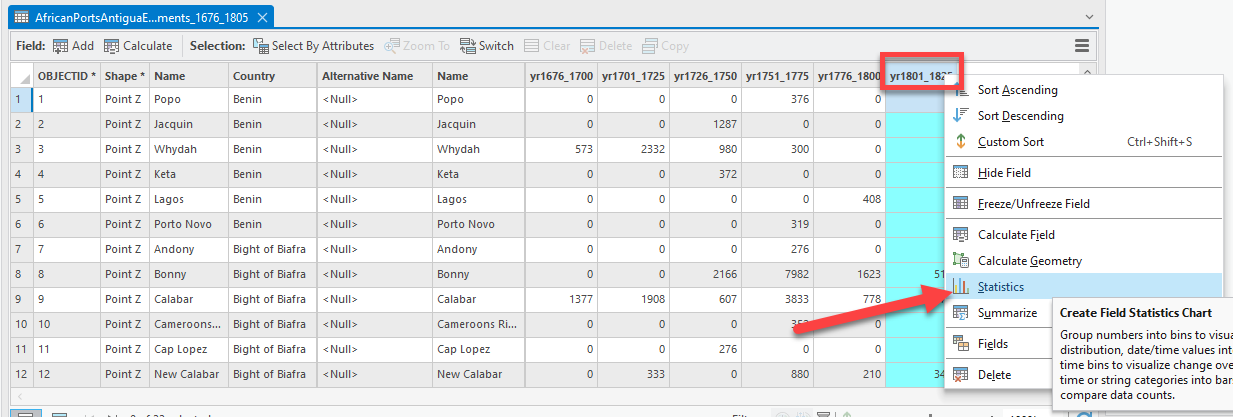 AfricanPortsAntiguaE...ments_1676_1805
Field: Add Calculate Selection: Select By Attributes Zoom To Switch Clear Delete Copy
OBJECTID * Shape * Name Country Alternative Name Name yr1676_1700 yr1701_1725 yr1726_1750 yr1751_1775 yr1776_1800 yr1801_1825
1 1 Point Z Popo Benin <Null> Popo 0 0 0 376 0
2 2 Point Z Jacquin Benin <Null> Jacquin 0 0 1287 0 0
3 3 Point Z Whydah Benin <Null> Whydah 573 2332 980 300 0
4 4 Point Z Keta Benin <Null> Keta 0 0 372 0 0
5 5 Point Z Lagos Benin <Null> Lagos 0 0 0 0 408
6 6 Point Z Porto Novo Benin <Null> Porto Novo 0 0 0 319 0
7 7 Point Z Andony Bight of Biafra <Null> Andony 0 0 0 276 0
8 8 Point Z Bonny Bight of Biafra <Null> Bonny 0 0 2166 7982 1623 51
9 9 Point Z Calabar Bight of Biafra <Null> Calabar 1377 1908 607 3833 778
10 10 Point Z Cameroons... Bight of Biafra <Null> Cameroons Ri... 0 0 0 0
11 11 Point Z Cap Lopez Bight of Biafra <Null> Cap Lopez 0 0 276 0 0
12 12 Point Z New Calabar Bight of Biafra <Null> New Calabar 0 333 0 880 210 34
Sort Ascending
Sort Descending
Custom Sort Ctrl+Shift+S
Hide Field
Freeze/Unfreeze Field
Calculate Field
Calculate Geometry
Statistics
Summarize
Fields
Delete
Create Field Statistics Chart
Group numbers into bins to visu
distribution, date/time values int
time bins to visualize change ove
time or string categories into bars
compare data counts.